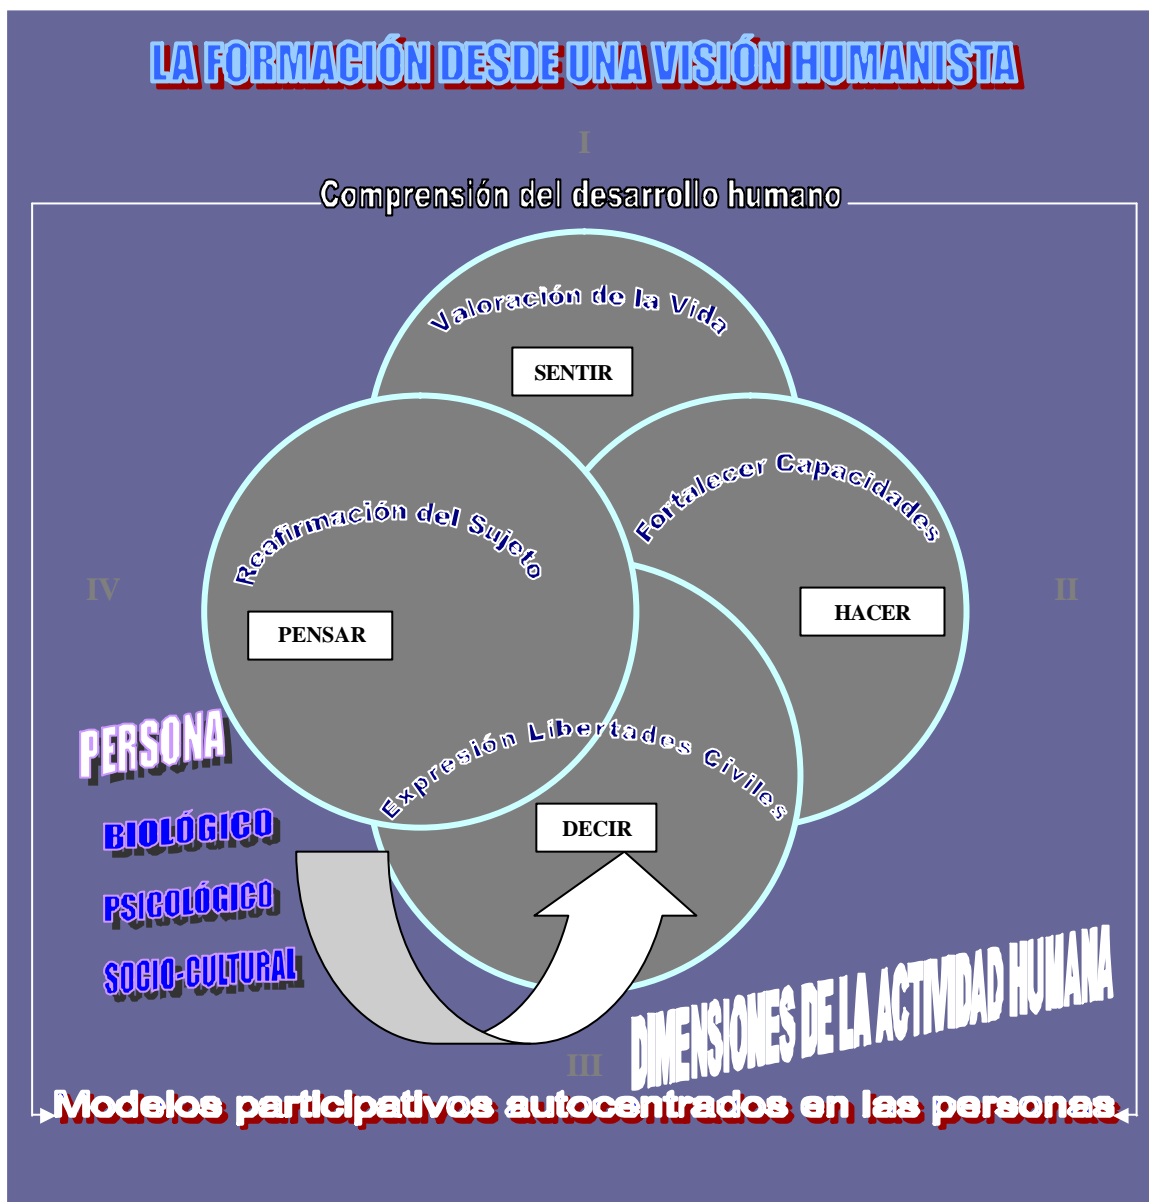 LA FORMACIÓN DESDE UNA VISIÓN HUMANISTA
I
Comprensión del desarrollo humano
Valoración de la Vida
SENTIR
Fortalecer Capacidades
Reafirmación del Sujeto
IV
II
HACER
PENSAR
PERSONA
Expresión Libertades Civiles
BIOLÓGICO
DECIR
PSICOLÓGICO
SOCIO-CULTURAL
DIMENSIONES DE LA ACTIVIDAD HUMANA
III
Modelos participativos autocentrados en las personas